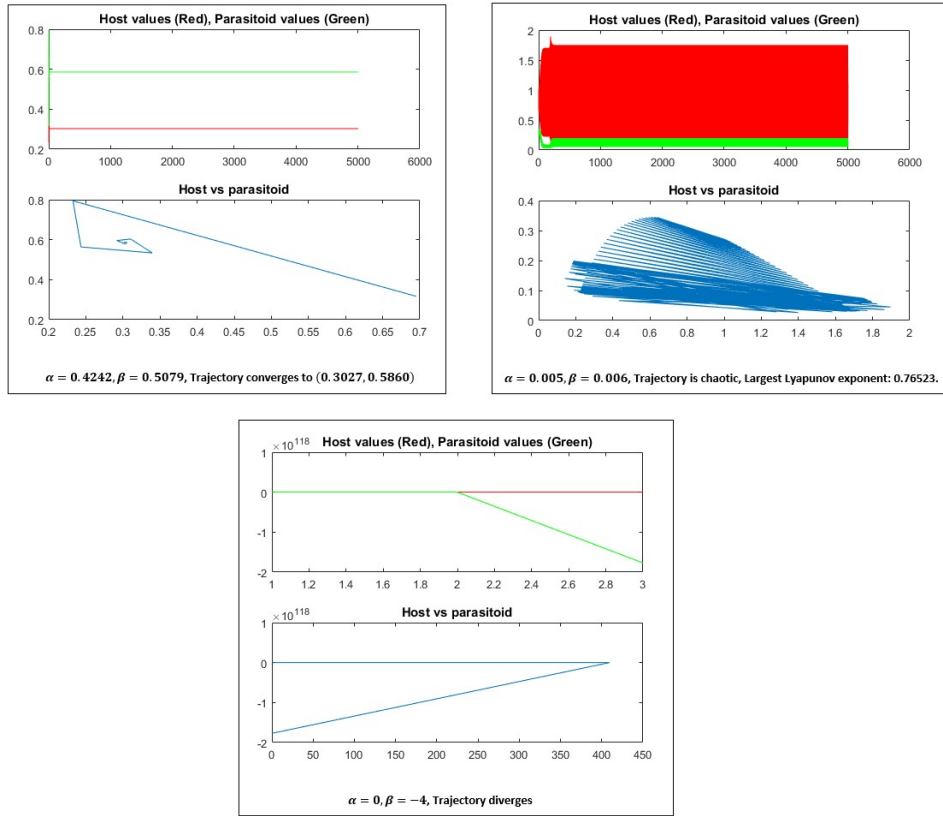 Host values (Red), Parasitoid values (Green)
0.8
0.6
0.4
0.2
0 1000 2000 3000 4000 5000 6000
Host vs parasitoid
0.8
0.6
0.4
0.2
0.2 0.25 0.3 0.35 0.4 0.45 0.5 0.55 0.6 0.65 0.7
α = 0.4242, β = 0.5079, Trajectory converges to (0.3027, 0.5860)
Host values (Red), Parasitoid values (Green)
2
1.5
1
0.5
0
0 1000 2000 3000 4000 5000 6000
Host vs parasitoid
0.4
0.3
0.2
0.1
0
0 0.2 0.4 0.6 0.8 1 1.2 1.4 1.6 1.8 2
α = 0.005, β = 0.006, Trajectory is chaotic, Largest Lyapunov exponent: 0.76523.
×10^118
Host values (Red), Parasitoid values (Green)
1
0
-1
-2
1 1.2 1.4 1.6 1.8 2 2.2 2.4 2.6 2.8 3
×10^118
Host vs parasitoid
1
0
-1
-2
0 50 100 150 200 250 300 350 400 450
α = 0, β = −4, Trajectory diverges